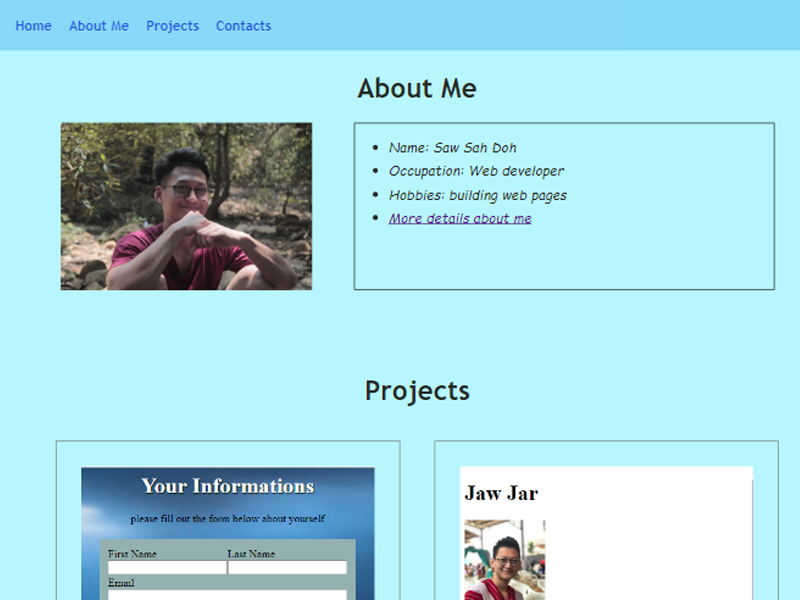 Home About Me Projects Contacts
About Me
Name: Saw Sah Doh
Occupation: Web developer
Hobbies: building web pages
More details about me
Projects
Your Informations
please fill out the form below about yourself
First Name Last Name
Email
Jaw Jar